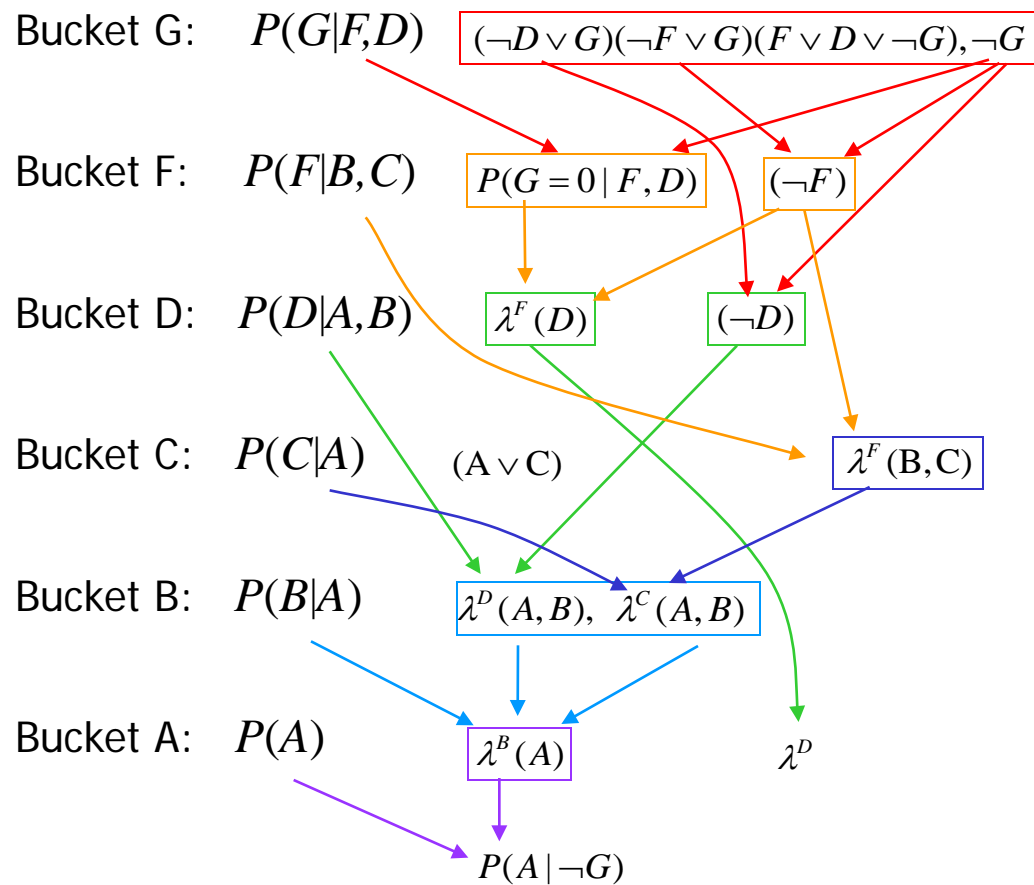 Bucket G: P(G|F,D) (¬D ∨ G)(¬F ∨ G)(F ∨ D ∨ ¬G),¬G
Bucket F: P(F|B,C) P(G = 0 | F, D) (¬F)
Bucket D: P(D|A,B) λ^F (D) (¬D)
Bucket C: P(C|A) (A ∨ C) λ^F (B,C)
Bucket B: P(B|A) λ^D (A, B), λ^C (A, B)
Bucket A: P(A) λ^B (A) λ^D
P(A | ¬G)